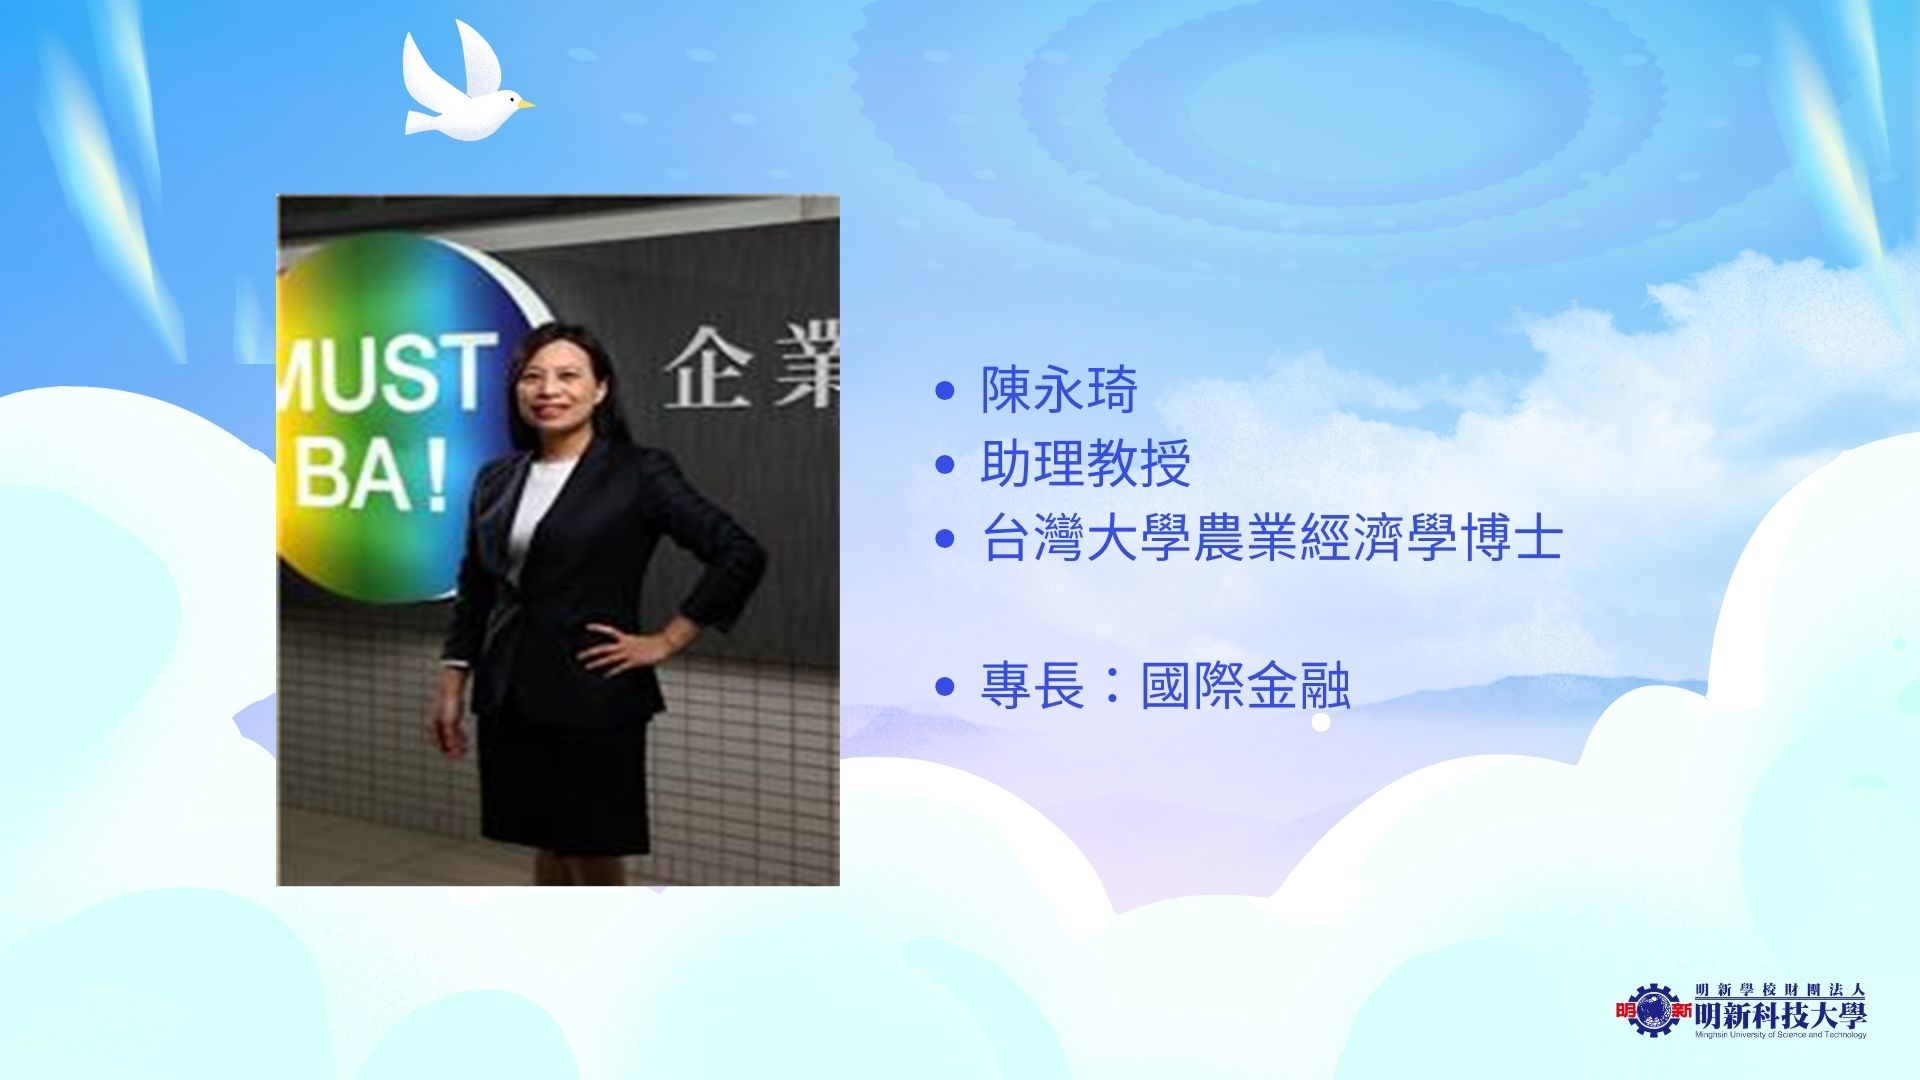 MUST
BA!
企業
陳永琦
助理教授
台灣大學農業經濟學博士
專長：國際金融
明新
明新學校財團法人
明新科技大學
Minghsin University of Science and Technology